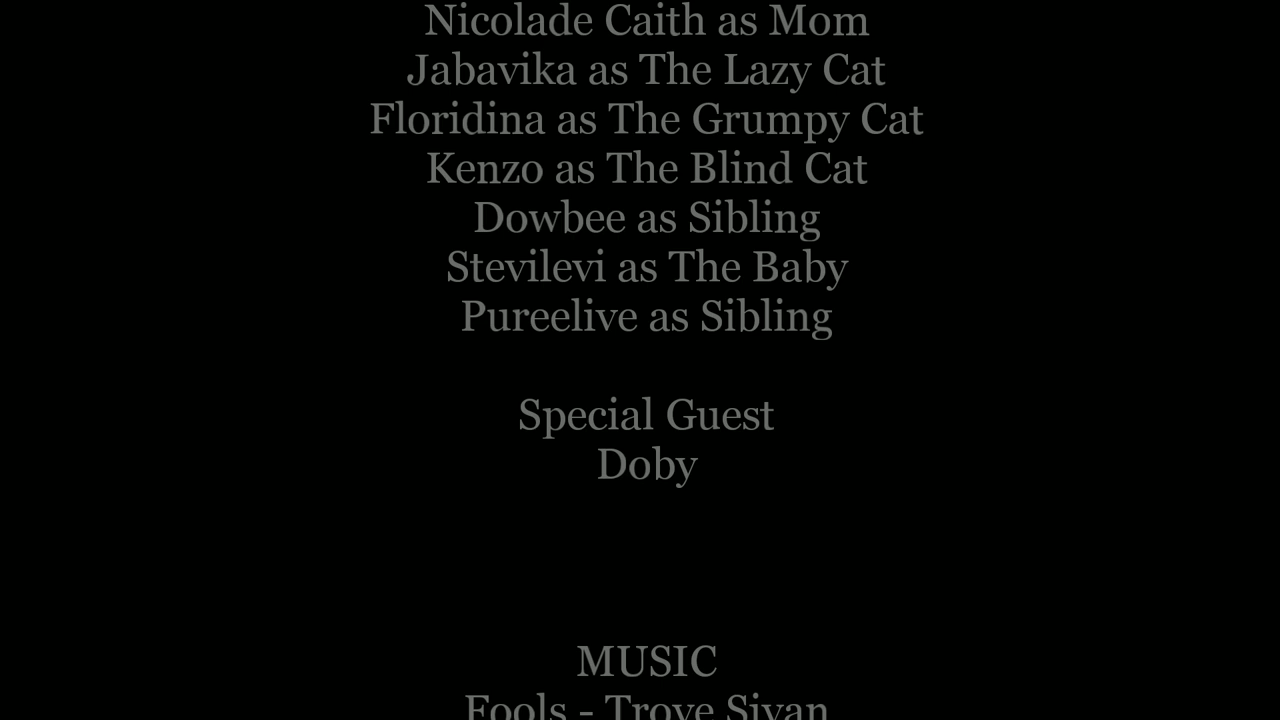 Nicolade Caith as Mom
Jabavika as The Lazy Cat
Floridina as The Grumpy Cat
Kenzo as The Blind Cat
Dowbee as Sibling
Stevilevi as The Baby
Pureelive as Sibling
Special Guest
Doby
MUSIC
Fools - Troye Sivan